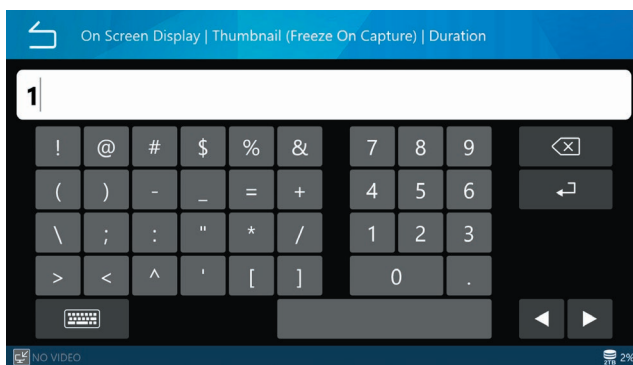 On Screen Display | Thumbnail (Freeze On Capture) | Duration
1
! @ # $ % & 7 8 9
( ) - _ = + 4 5 6
\ ; : " * / 1 2 3
> < ^ ' [ ] 0 .
NO VIDEO 2TB 2%